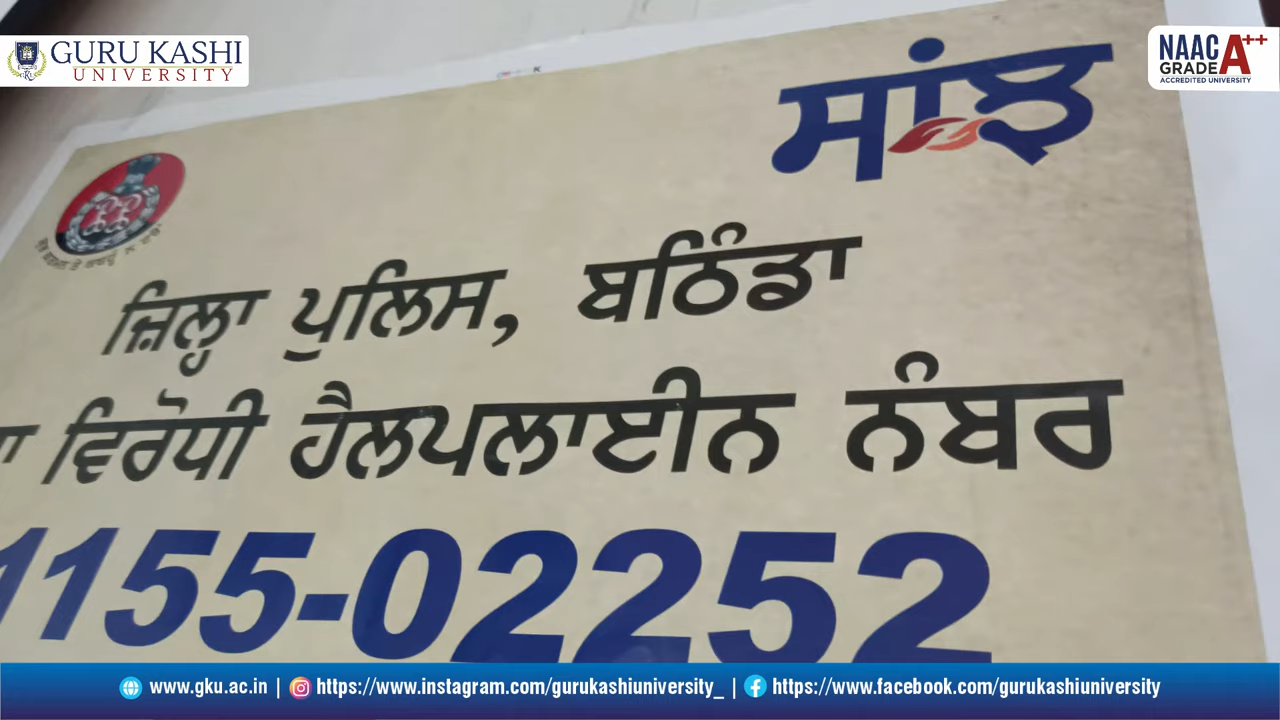 GURU KASHI
UNIVERSITY
NAAC
GRADE A++
ACCREDITED UNIVERSITY
ਸਾਂਝ
ਜ਼ਿਲ੍ਹਾ ਪੁਲਿਸ, ਬਠਿੰਡਾ
ਵਿਰੋਧੀ ਹੈਲਪਲਾਈਨ ਨੰਬਰ
1155-02252
www.gku.ac.in | https://www.instagram.com/gurukashiuniversity_ | https://www.facebook.com/gurukashiuniversity